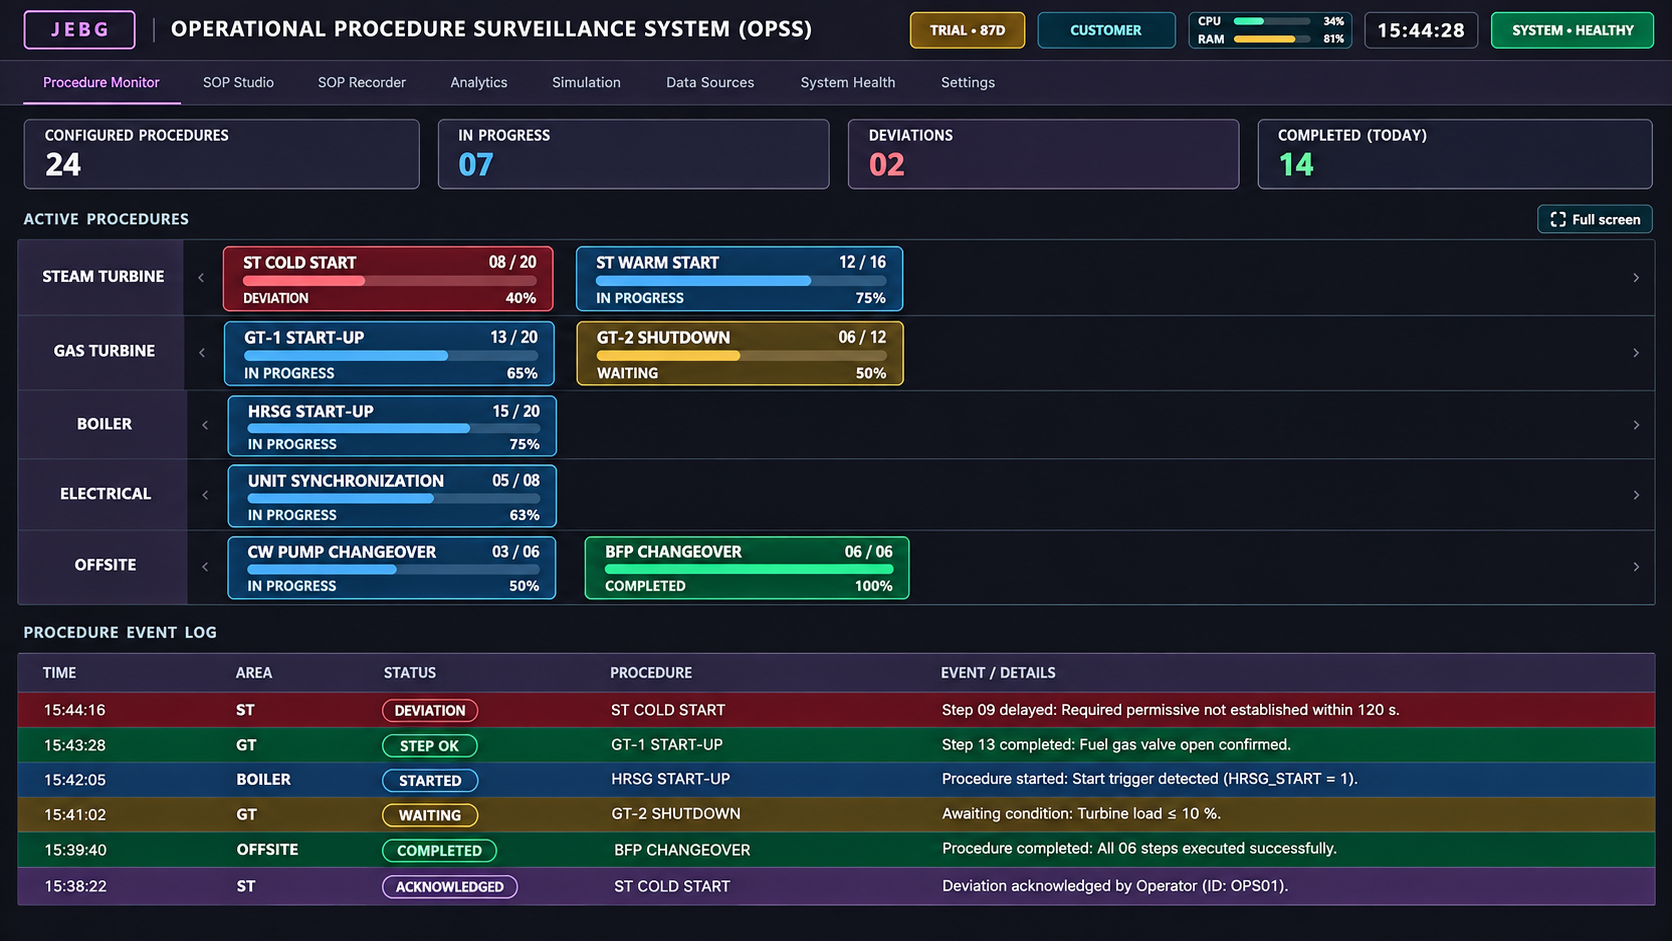 JEBG
OPERATIONAL PROCEDURE SURVEILLANCE SYSTEM (OPSS)
TRIAL • 87D
CUSTOMER
CPU 34%
RAM 81%
15:44:28
SYSTEM • HEALTHY
Procedure Monitor SOP Studio SOP Recorder Analytics Simulation Data Sources System Health Settings
CONFIGURED PROCEDURES
24
IN PROGRESS
07
DEVIATIONS
02
COMPLETED (TODAY)
14
ACTIVE PROCEDURES
Full screen
STEAM TURBINE
ST COLD START 08 / 20
DEVIATION 40%
ST WARM START 12 / 16
IN PROGRESS 75%
GAS TURBINE
GT-1 START-UP 13 / 20
IN PROGRESS 65%
GT-2 SHUTDOWN 06 / 12
WAITING 50%
BOILER
HRSG START-UP 15 / 20
IN PROGRESS 75%
ELECTRICAL
UNIT SYNCHRONIZATION 05 / 08
IN PROGRESS 63%
OFFSITE
CW PUMP CHANGEOVER 03 / 06
IN PROGRESS 50%
BFP CHANGEOVER 06 / 06
COMPLETED 100%
PROCEDURE EVENT LOG
TIME AREA STATUS PROCEDURE EVENT / DETAILS
15:44:16 ST DEVIATION ST COLD START Step 09 delayed: Required permissive not established within 120 s.
15:43:28 GT STEP OK GT-1 START-UP Step 13 completed: Fuel gas valve open confirmed.
15:42:05 BOILER STARTED HRSG START-UP Procedure started: Start trigger detected (HRSG_START = 1).
15:41:02 GT WAITING GT-2 SHUTDOWN Awaiting condition: Turbine load ≤ 10 %.
15:39:40 OFFSITE COMPLETED BFP CHANGEOVER Procedure completed: All 06 steps executed successfully.
15:38:22 ST ACKNOWLEDGED ST COLD START Deviation acknowledged by Operator (ID: OPS01).